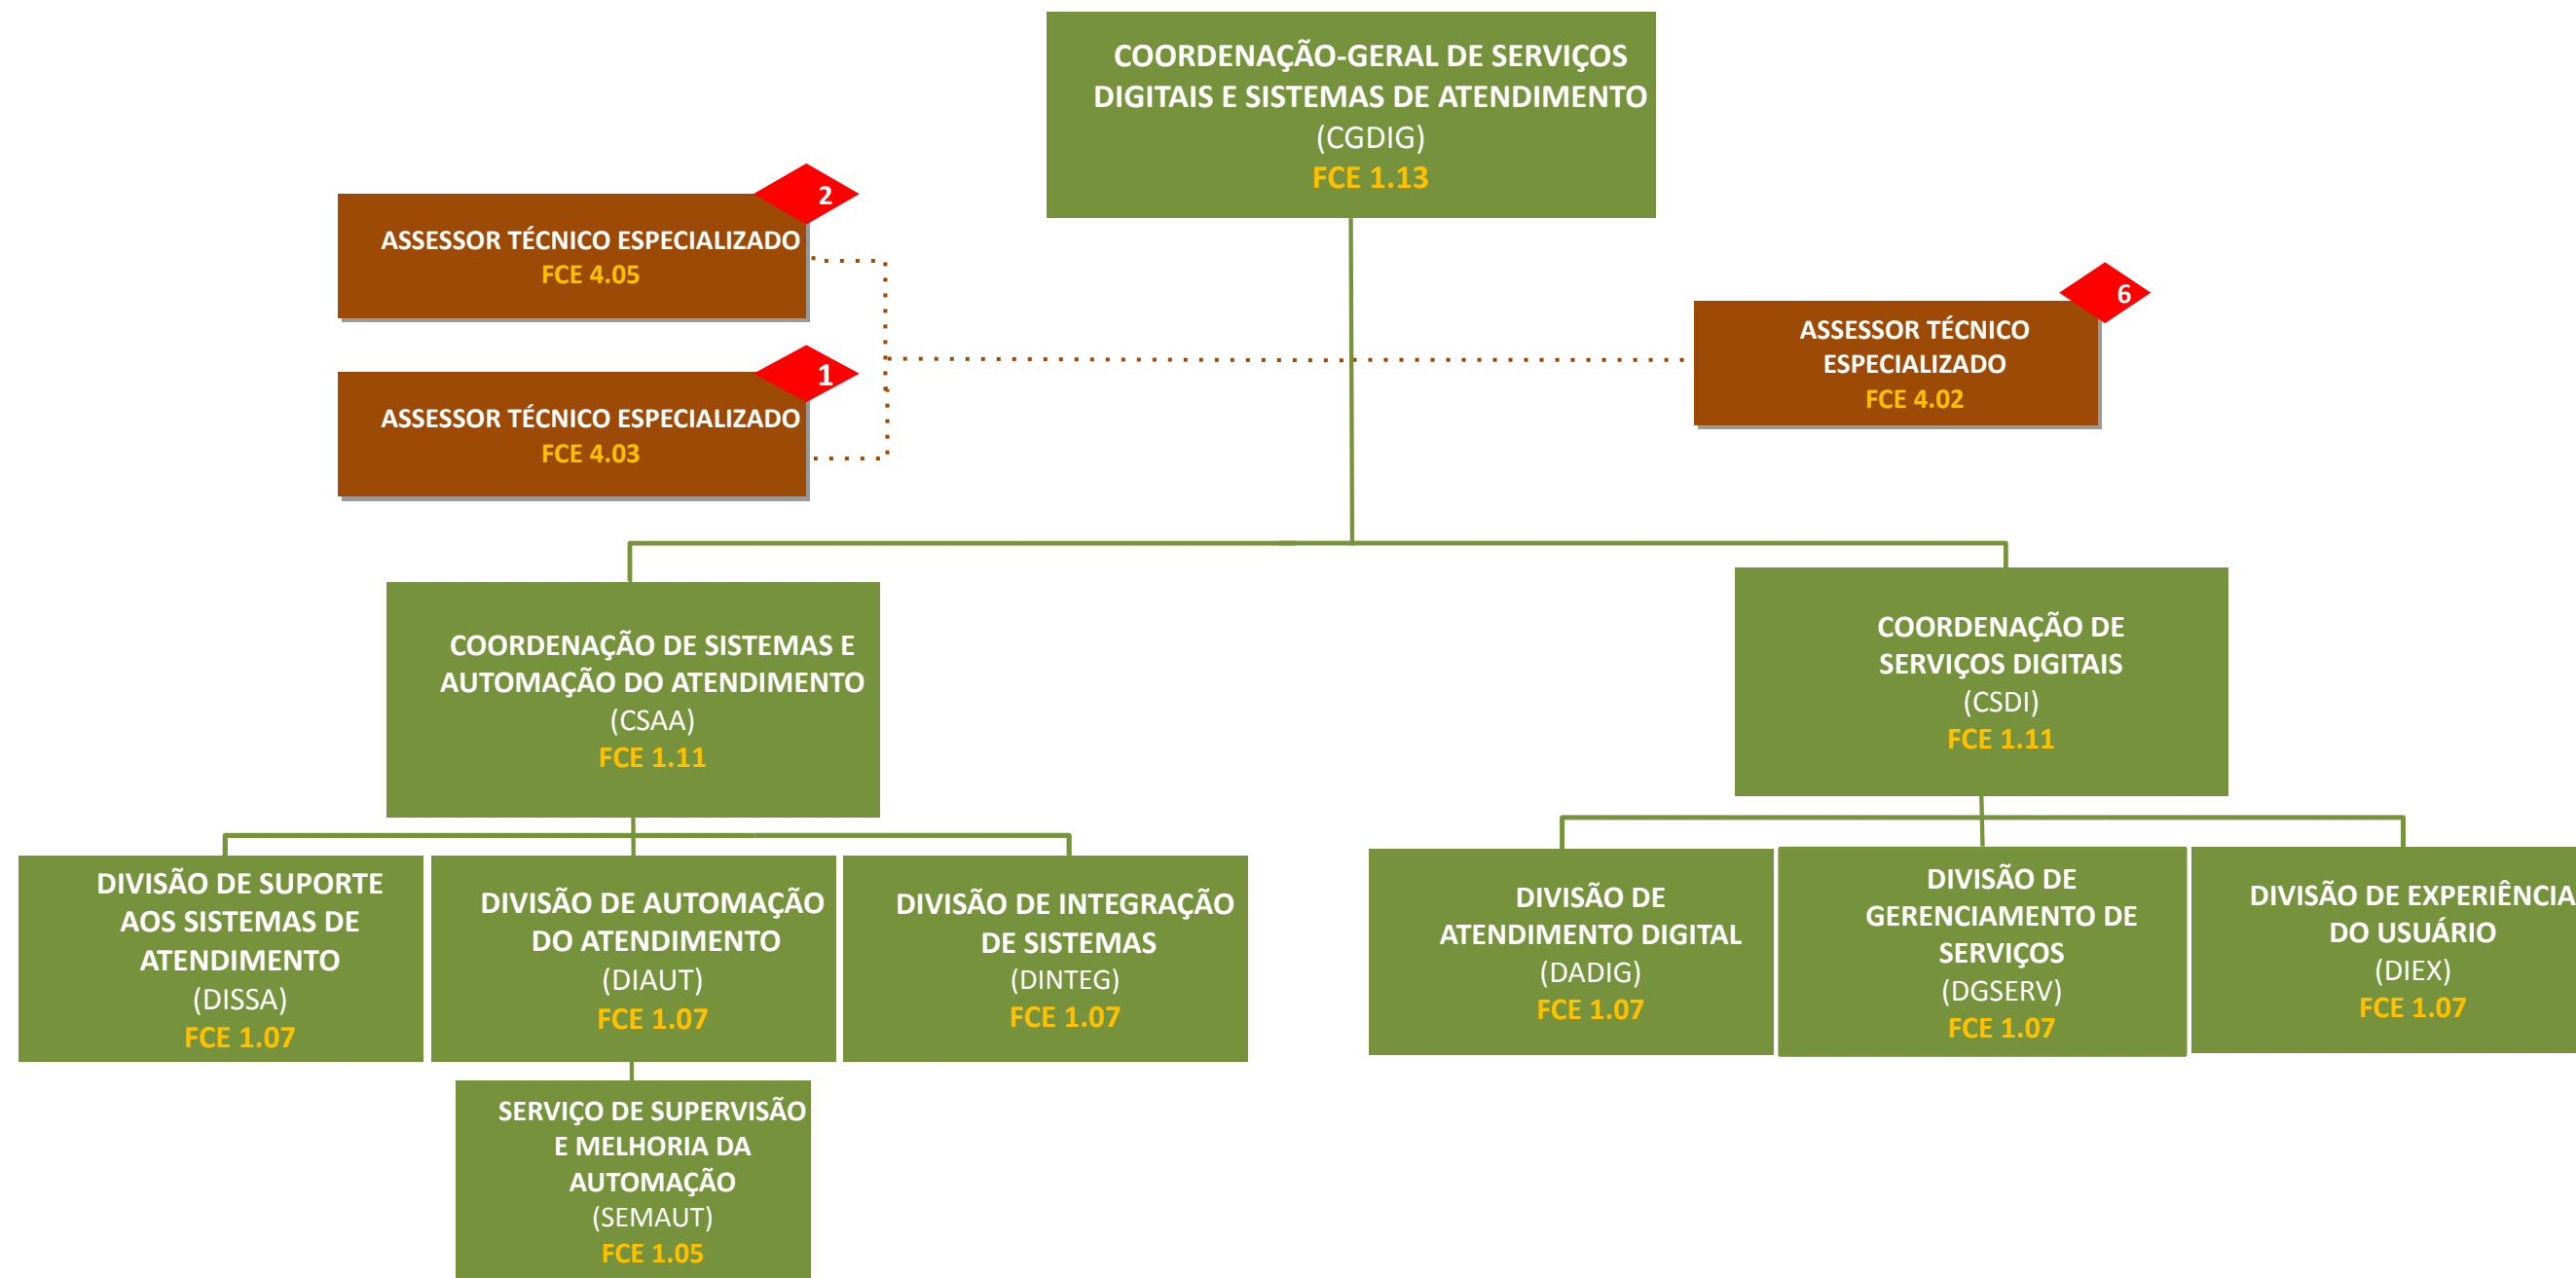 COORDENAÇÃO-GERAL DE SERVIÇOS
DIGITAIS E SISTEMAS DE ATENDIMENTO
(CGDIG)
FCE 1.13
2
ASSESSOR TÉCNICO ESPECIALIZADO
FCE 4.05
1
ASSESSOR TÉCNICO ESPECIALIZADO
FCE 4.03
6
ASSESSOR TÉCNICO
ESPECIALIZADO
FCE 4.02
COORDENAÇÃO DE SISTEMAS E
AUTOMAÇÃO DO ATENDIMENTO
(CSAA)
FCE 1.11
COORDENAÇÃO DE
SERVIÇOS DIGITAIS
(CSDI)
FCE 1.11
DIVISÃO DE SUPORTE
AOS SISTEMAS DE
ATENDIMENTO
(DISSA)
FCE 1.07
DIVISÃO DE AUTOMAÇÃO
DO ATENDIMENTO
(DIAUT)
FCE 1.07
DIVISÃO DE INTEGRAÇÃO
DE SISTEMAS
(DINTEG)
FCE 1.07
DIVISÃO DE
ATENDIMENTO DIGITAL
(DADIG)
FCE 1.07
DIVISÃO DE
GERENCIAMENTO DE
SERVIÇOS
(DGSERV)
FCE 1.07
DIVISÃO DE EXPERIÊNCIA
DO USUÁRIO
(DIEX)
FCE 1.07
SERVIÇO DE SUPERVISÃO
E MELHORIA DA
AUTOMAÇÃO
(SEMAUT)
FCE 1.05